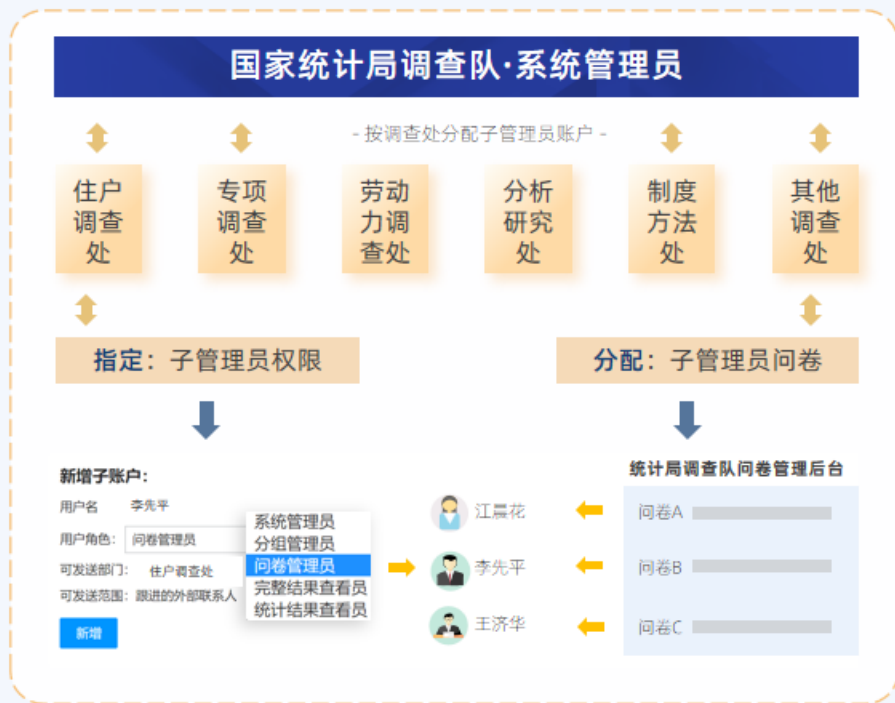 国家统计局调查队·系统管理员
- 按调查处分配子管理员账户 -
住户
调查
处
专项
调查
处
劳动
力调
查处
分析
研究
处
制度
方法
处
其他
调查
处
指定：子管理员权限
分配：子管理员问卷
新增子账户：
用户名 李先平
用户角色： 问卷管理员
可发送部门： 住户调查处
可发送范围：跟进的外部联系人
新增
系统管理员
分组管理员
问卷管理员
完整结果查看员
统计结果查看员
江晨花
李先平
王济华
统计局调查队问卷管理后台
问卷A
问卷B
问卷C